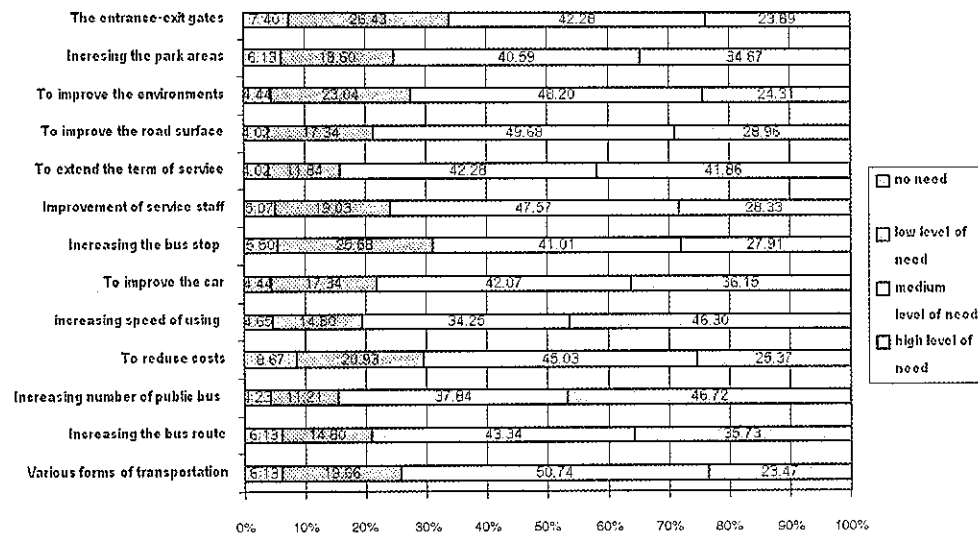 The entrance-exit gates 7.40 26.43 42.28 23.89
Incresing the park areas 6.13 18.60 40.59 34.67
To improve the environments 4.44 23.04 48.20 24.31
To improve the road surface 4.02 17.34 49.68 28.96
To extend the term of service 4.02 11.84 42.28 41.86
Improvement of service staff 5.07 19.03 47.57 28.33
Increasing the bus stop 41.01 27.91
To improve the car 4.44 17.34 42.07 36.15
increasing speed of using 4.65 14.80 34.25 46.30
To reduce costs 8.67 20.93 45.03 25.37
Increasing number of public bus 4.23 11.21 37.84 46.72
Increasing the bus route 6.13 14.80 43.34 35.73
Various forms of transportation 6.13 19.66 50.74 23.47
0% 10% 20% 30% 40% 50% 60% 70% 80% 90% 100%
no need
low level of
need
medium
level of need
high level of
need